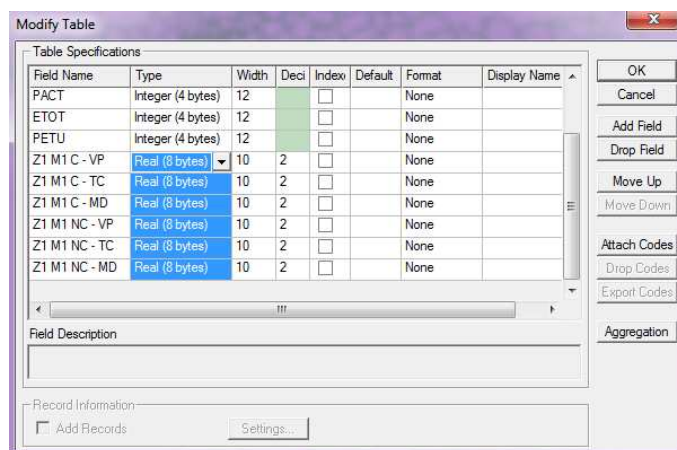 Modify Table
Table Specifications
Field Name Type Width Deci Index Default Format Display Name
PACT Integer (4 bytes) 12 None
ETOT Integer (4 bytes) 12 None
PETU Integer (4 bytes) 12 None
Z1 M1 C - VP Real (8 bytes) 10 2 None
Z1 M1 C - TC Real (8 bytes) 10 2 None
Z1 M1 C - MD Real (8 bytes) 10 2 None
Z1 M1 NC - VP Real (8 bytes) 10 2 None
Z1 M1 NC - TC Real (8 bytes) 10 2 None
Z1 M1 NC - MD Real (8 bytes) 10 2 None
Field Description
Record Information
Add Records Settings...
OK
Cancel
Add Field
Drop Field
Move Up
Move Down
Attach Codes
Drop Codes
Export Codes
Aggregation